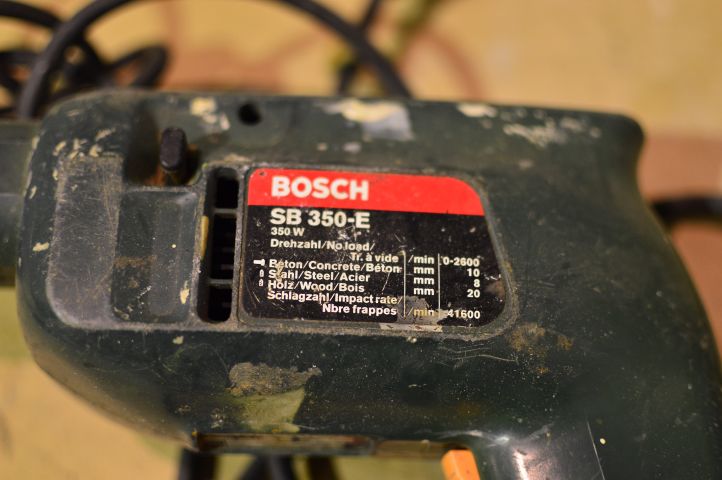 BOSCH
SB 350-E
350 W
Drehzahl/No load/
Tr. à vide /min 0-2600
Beton/Concrete/Béton mm 10
Stahl/Steel/Acier mm 8
Holz/Wood/Bois mm 20
Schlagzahl/Impact rate/
Nbre frappes /min 41600